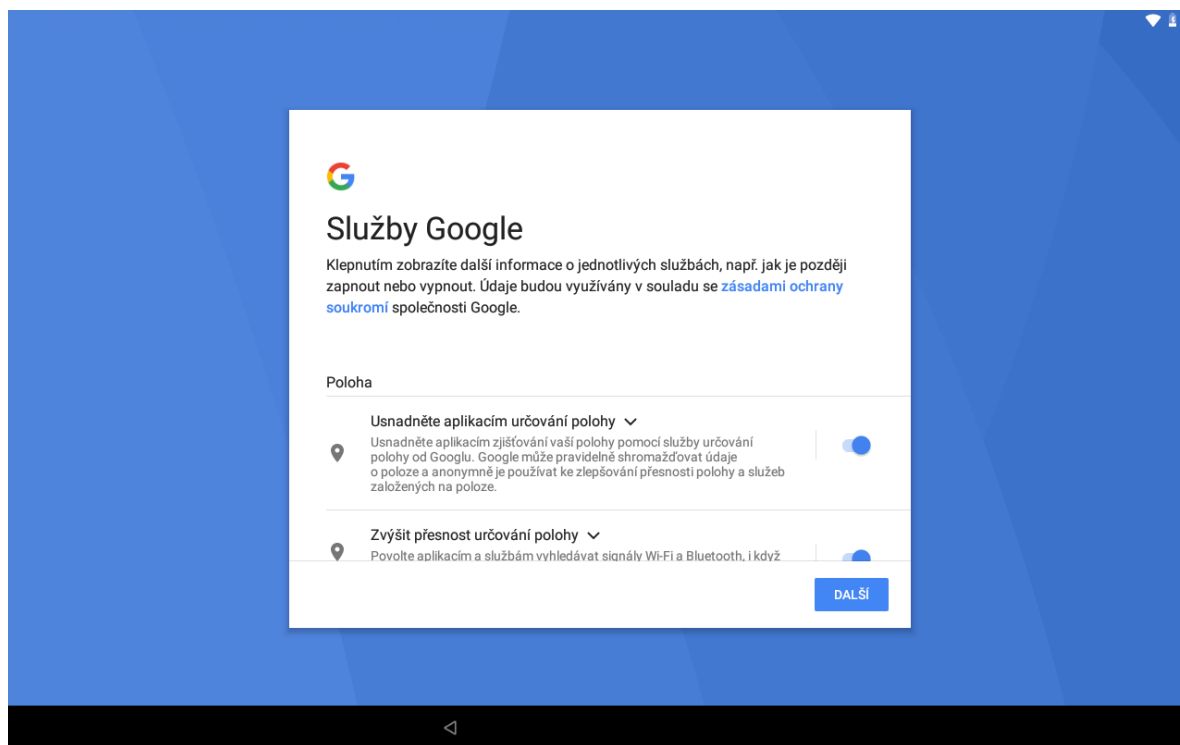 Služby Google
Klepnutím zobrazíte další informace o jednotlivých službách, např. jak je později
zapnout nebo vypnout. Údaje budou využívány v souladu se zásadami ochrany
soukromí společnosti Google.
Poloha
Usnadněte aplikacím určování polohy
Usnadněte aplikacím zjišťování vaší polohy pomocí služby určování
polohy od Googlu. Google může pravidelně shromažďovat údaje
o poloze a anonymně je používat ke zlepšování přesnosti polohy a služeb
založených na poloze.
Zvýšit přesnost určování polohy
Povolte aplikacím a službám vyhledávat signály Wi-Fi a Bluetooth, i když
DALŠÍ